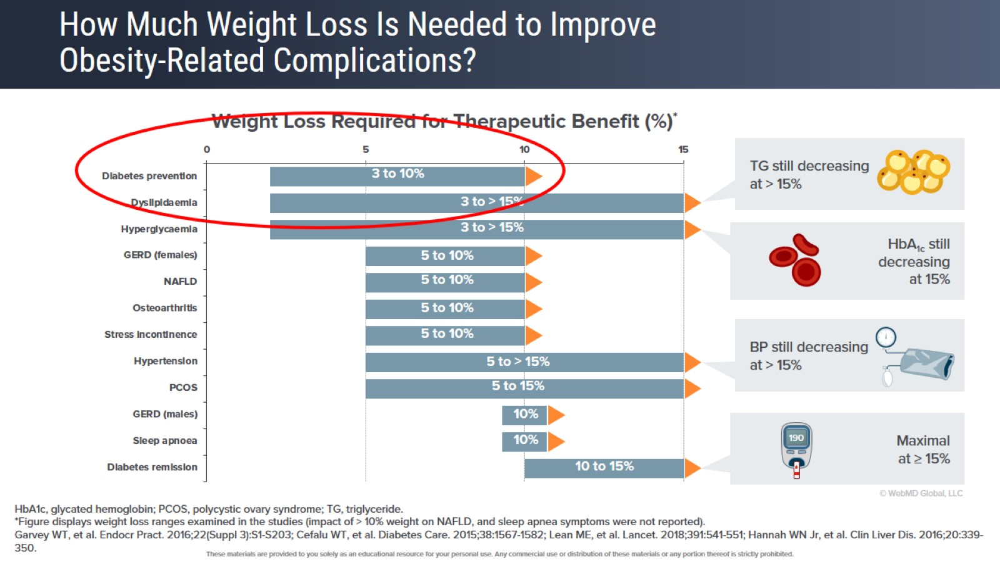 How Much Weight Loss Is Needed to Improve
Obesity-Related Complications?
Weight Loss Required for Therapeutic Benefit (%)*
0 5 10 15
Diabetes prevention 3 to 10%
Dyslipidaemia 3 to > 15%
Hyperglycaemia 3 to > 15%
GERD (females) 5 to 10%
NAFLD 5 to 10%
Osteoarthritis 5 to 10%
Stress incontinence 5 to 10%
Hypertension 5 to > 15%
PCOS 5 to 15%
GERD (males) 10%
Sleep apnoea 10%
Diabetes remission 10 to 15%
TG still decreasing
at > 15%
HbA1c still
decreasing
at 15%
BP still decreasing
at > 15%
190
Maximal
at ≥ 15%
© WebMD Global, LLC
HbA1c, glycated hemoglobin; PCOS, polycystic ovary syndrome; TG, triglyceride.
*Figure displays weight loss ranges examined in the studies (impact of > 10% weight on NAFLD, and sleep apnea symptoms were not reported).
Garvey WT, et al. Endocr Pract. 2016;22(Suppl 3):S1-S203; Cefalu WT, et al. Diabetes Care. 2015;38:1567-1582; Lean ME, et al. Lancet. 2018;391:541-551; Hannah WN Jr, et al. Clin Liver Dis. 2016;20:339-
350.
These materials are provided to you solely as an educational resource for your personal use. Any commercial use or distribution of these materials or any portion thereof is strictly prohibited.